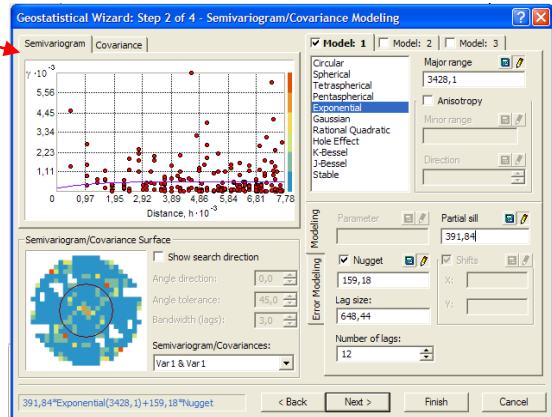 Geostatistical Wizard: Step 2 of 4 - Semivariogram/Covariance Modeling
Semivariogram Covariance
γ·10 -3
5,56
4,45
3,34
2,23
1,11
0 0,97 1,95 2,92 3,89 4,86 5,84 6,81 7,78
Distance, h·10 -3
Semivariogram/Covariance Surface
Show search direction
Angle direction: 0,0
Angle tolerance: 45,0
Bandwidth (lags): 3,0
Semivariogram/Covariances:
Var1 & Var1
Model: 1 Model: 2 Model: 3
Circular
Spherical
Tetraspherical
Pentaspherical
Exponential
Gaussian
Rational Quadratic
Hole Effect
K-Bessel
J-Bessel
Stable
Major range
3428,1
Anisotropy
Minor range
Direction
Modeling
Error Modeling
Parameter
Partial sill
391,84
Nugget
159,18
Shifts
X:
Y:
Lag size:
648,44
Number of lags:
12
391,84*Exponential(3428,1)+159,18*Nugget
< Back
Next >
Finish
Cancel